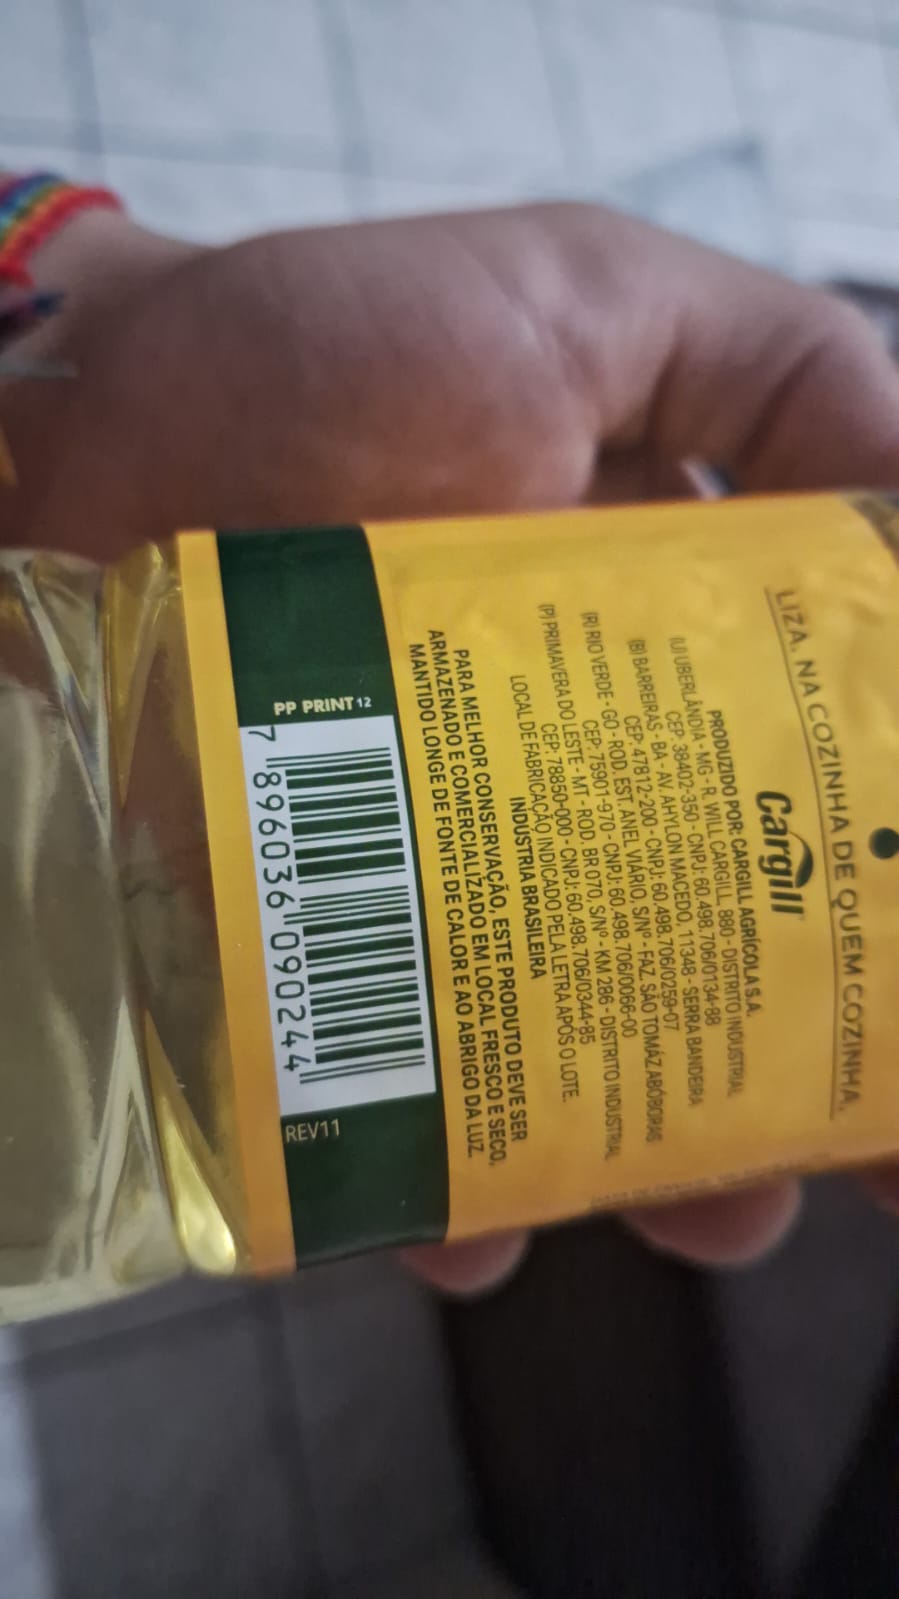 LIZA. NA COZINHA DE QUEM COZINHA.
Cargill
PRODUZIDO POR: CARGILL AGRÍCOLA S.A.
(U) UBERLÂNDIA - MG - R. WILL CARGILL, 880 - DISTRITO INDUSTRIAL
CEP 38402-350 - CNPJ: 60.498.706/0134-88
(B) BARREIRAS - BA - AV. AHYLON MACEDO, 11348 - SERRA BANDEIRA
CEP: 47812-200 - CNPJ: 60.498.706/0259-07
(R) RIO VERDE - GO - ROD. EST. ANEL VIÁRIO, S/Nº - FAZ. SÃO TOMÁZ ABÓBORAS
CEP: 75901-970 - CNPJ: 60.498.706/0066-00
(P) PRIMAVERA DO LESTE - MT - ROD. BR 070, S/Nº - KM 286 - DISTRITO INDUSTRIAL
CEP: 78850-000 - CNPJ: 60.498.706/0344-85
LOCAL DE FABRICAÇÃO INDICADO PELA LETRA APÓS O LOTE.
INDÚSTRIA BRASILEIRA
PARA MELHOR CONSERVAÇÃO, ESTE PRODUTO DEVE SER
ARMAZENADO E COMERCIALIZADO EM LOCAL FRESCO E SECO,
MANTIDO LONGE DE FONTE DE CALOR E AO ABRIGO DA LUZ.
PP PRINT 12
7 896036 090244
REV11